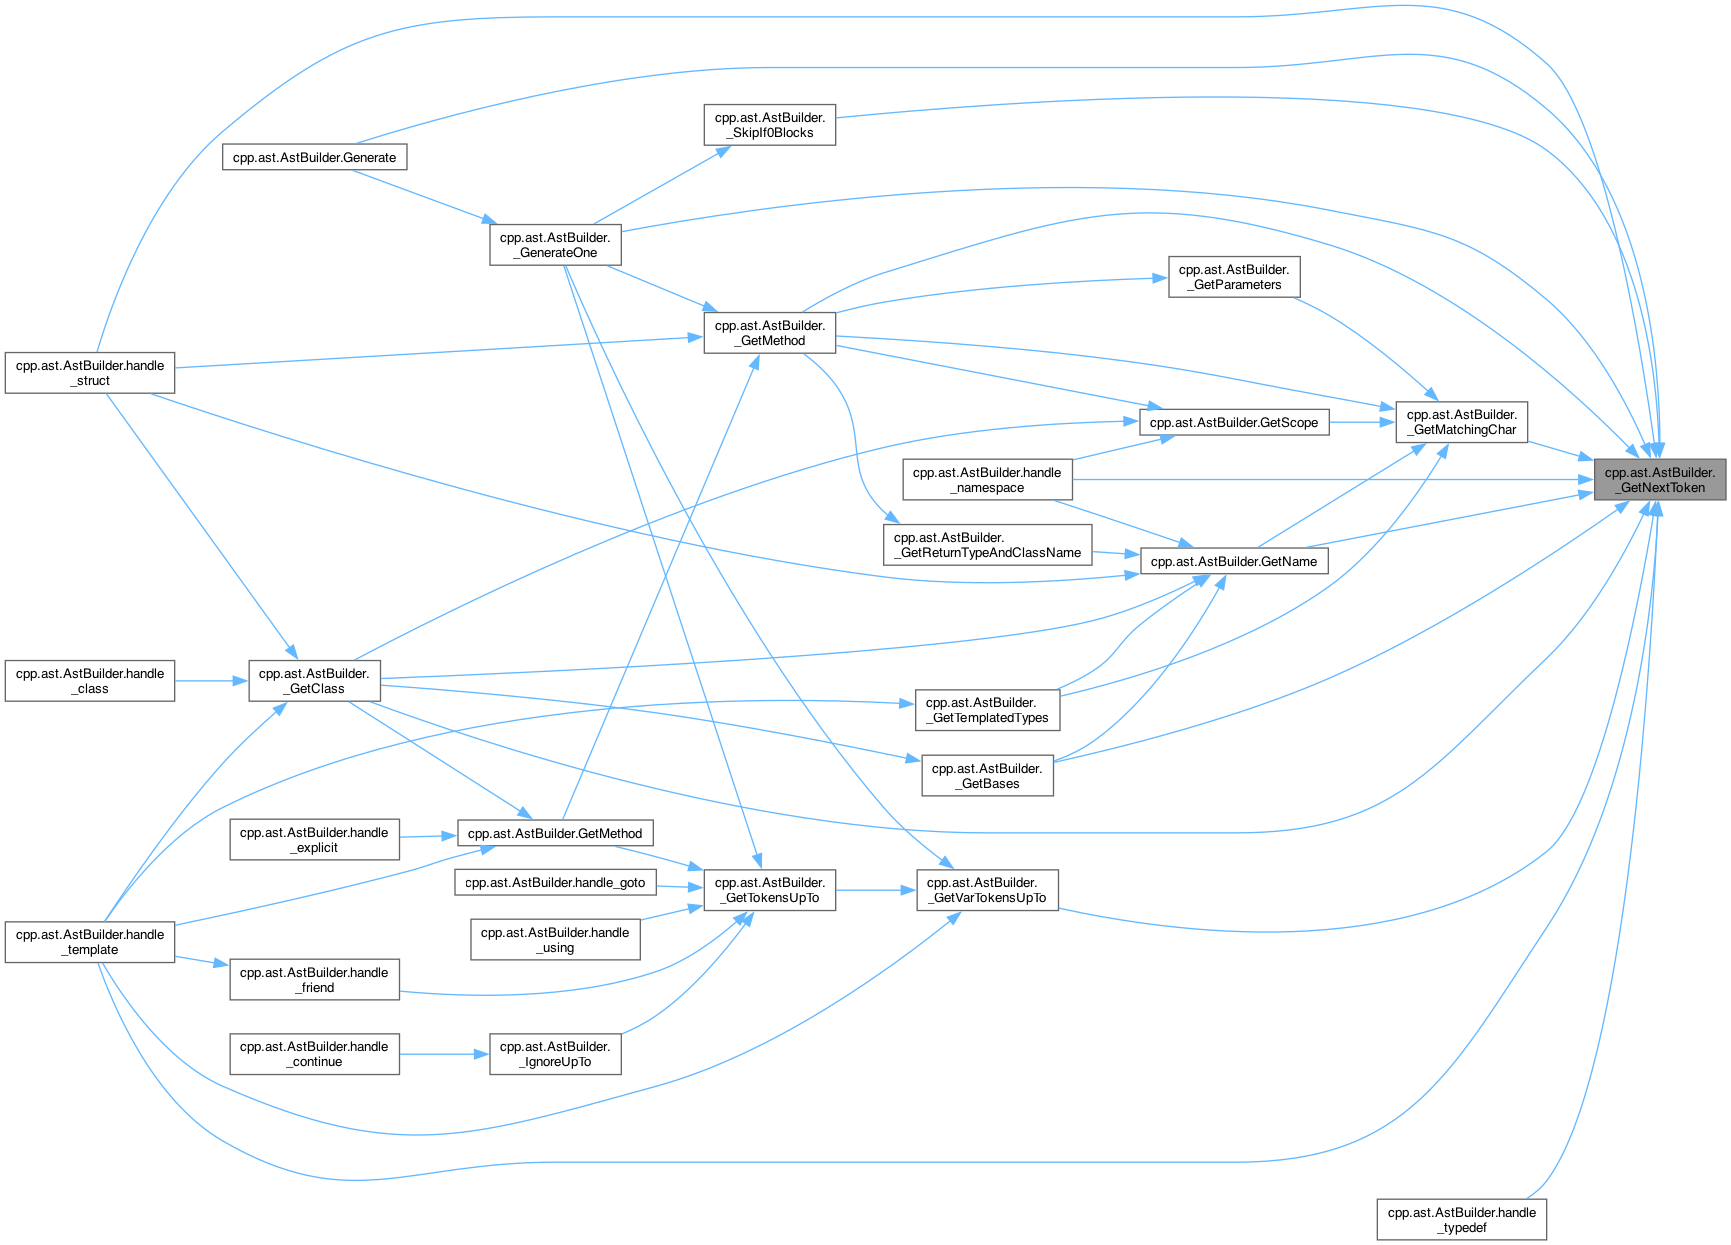 cpp.ast.AstBuilder.
_SkipIf0Blocks
cpp.ast.AstBuilder.Generate
cpp.ast.AstBuilder.
_GenerateOne
cpp.ast.AstBuilder.
_GetParameters
cpp.ast.AstBuilder.
_GetMethod
cpp.ast.AstBuilder.handle
_struct
cpp.ast.AstBuilder.GetScope
cpp.ast.AstBuilder.
_GetMatchingChar
cpp.ast.AstBuilder.handle
_namespace
cpp.ast.AstBuilder.
_GetNextToken
cpp.ast.AstBuilder.
_GetReturnTypeAndClassName
cpp.ast.AstBuilder.GetName
cpp.ast.AstBuilder.handle
_class
cpp.ast.AstBuilder.
_GetClass
cpp.ast.AstBuilder.
_GetTemplatedTypes
cpp.ast.AstBuilder.
_GetBases
cpp.ast.AstBuilder.handle
_explicit
cpp.ast.AstBuilder.GetMethod
cpp.ast.AstBuilder.handle_goto
cpp.ast.AstBuilder.
_GetTokensUpTo
cpp.ast.AstBuilder.
_GetVarTokensUpTo
cpp.ast.AstBuilder.handle
_template
cpp.ast.AstBuilder.handle
_using
cpp.ast.AstBuilder.handle
_friend
cpp.ast.AstBuilder.handle
_continue
cpp.ast.AstBuilder.
_IgnoreUpTo
cpp.ast.AstBuilder.handle
_typedef